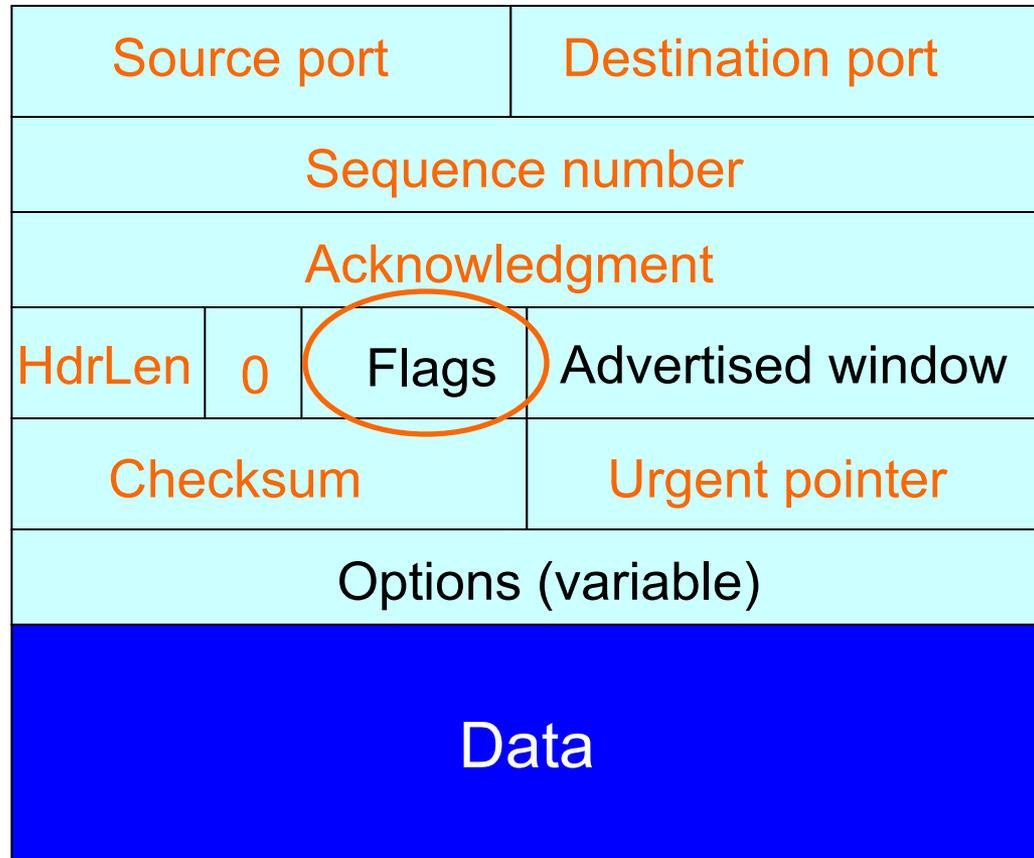 Source port Destination port
Sequence number
Acknowledgment
HdrLen 0 Flags Advertised window
Checksum Urgent pointer
Options (variable)
Data